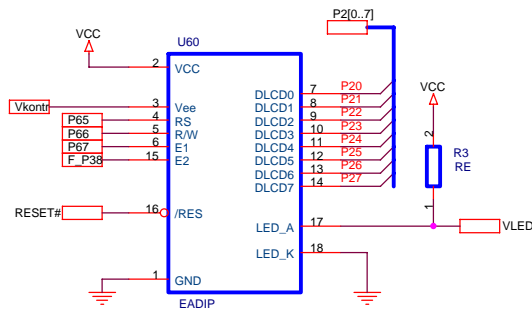 P2[0..7]
VCC
U60
2 VCC
7 DLCD0 P20
8 DLCD1 P21
9 DLCD2 P22
10 DLCD3 P23
11 DLCD4 P24
12 DLCD5 P25
13 DLCD6 P26
14 DLCD7 P27
VCC
Vkontr 3 Vee
P65 4 RS
P66 5 R/W
P67 6 E1
F_P38 15 E2
2
R3
RE
1
RESET# 16 /RES
LED_A 17
VLED
LED_K 18
1 GND
EADIP